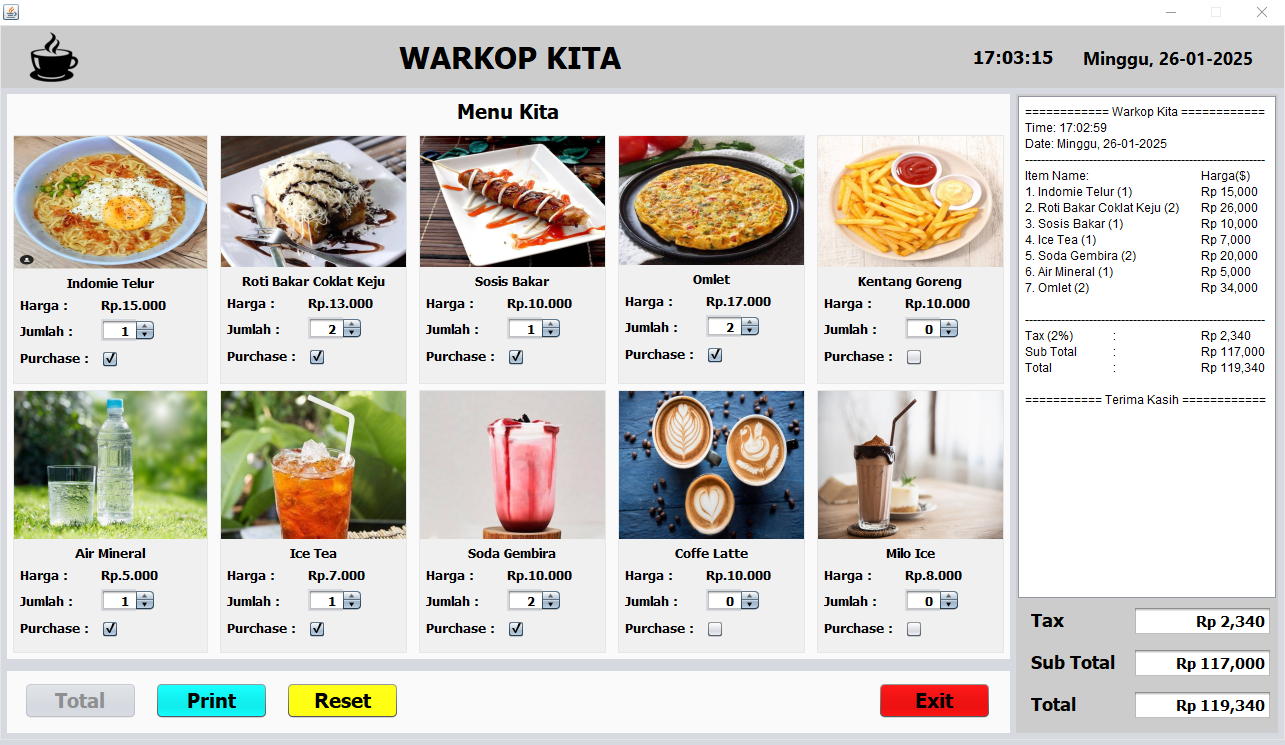 WARKOP KITA
17:03:15 Minggu, 26-01-2025
Menu Kita
Indomie Telur
Harga : Rp.15.000
Jumlah : 1
Purchase :
Roti Bakar Coklat Keju
Harga : Rp.13.000
Jumlah : 2
Purchase :
Sosis Bakar
Harga : Rp.10.000
Jumlah : 1
Purchase :
Omlet
Harga : Rp.17.000
Jumlah : 2
Purchase :
Kentang Goreng
Harga : Rp.10.000
Jumlah : 0
Purchase :
Air Mineral
Harga : Rp.5.000
Jumlah : 1
Purchase :
Ice Tea
Harga : Rp.7.000
Jumlah : 1
Purchase :
Soda Gembira
Harga : Rp.10.000
Jumlah : 2
Purchase :
Coffe Latte
Harga : Rp.10.000
Jumlah : 0
Purchase :
Milo Ice
Harga : Rp.8.000
Jumlah : 0
Purchase :
Total Print Reset Exit
============ Warkop Kita ============
Time: 17:02:59
Date: Minggu, 26-01-2025
Item Name: Harga($)
1. Indomie Telur (1) Rp 15,000
2. Roti Bakar Coklat Keju (2) Rp 26,000
3. Sosis Bakar (1) Rp 10,000
4. Ice Tea (1) Rp 7,000
5. Soda Gembira (2) Rp 20,000
6. Air Mineral (1) Rp 5,000
7. Omlet (2) Rp 34,000
Tax (2%) : Rp 2,340
Sub Total : Rp 117,000
Total : Rp 119,340
=========== Terima Kasih ============
Tax Rp 2,340
Sub Total Rp 117,000
Total Rp 119,340